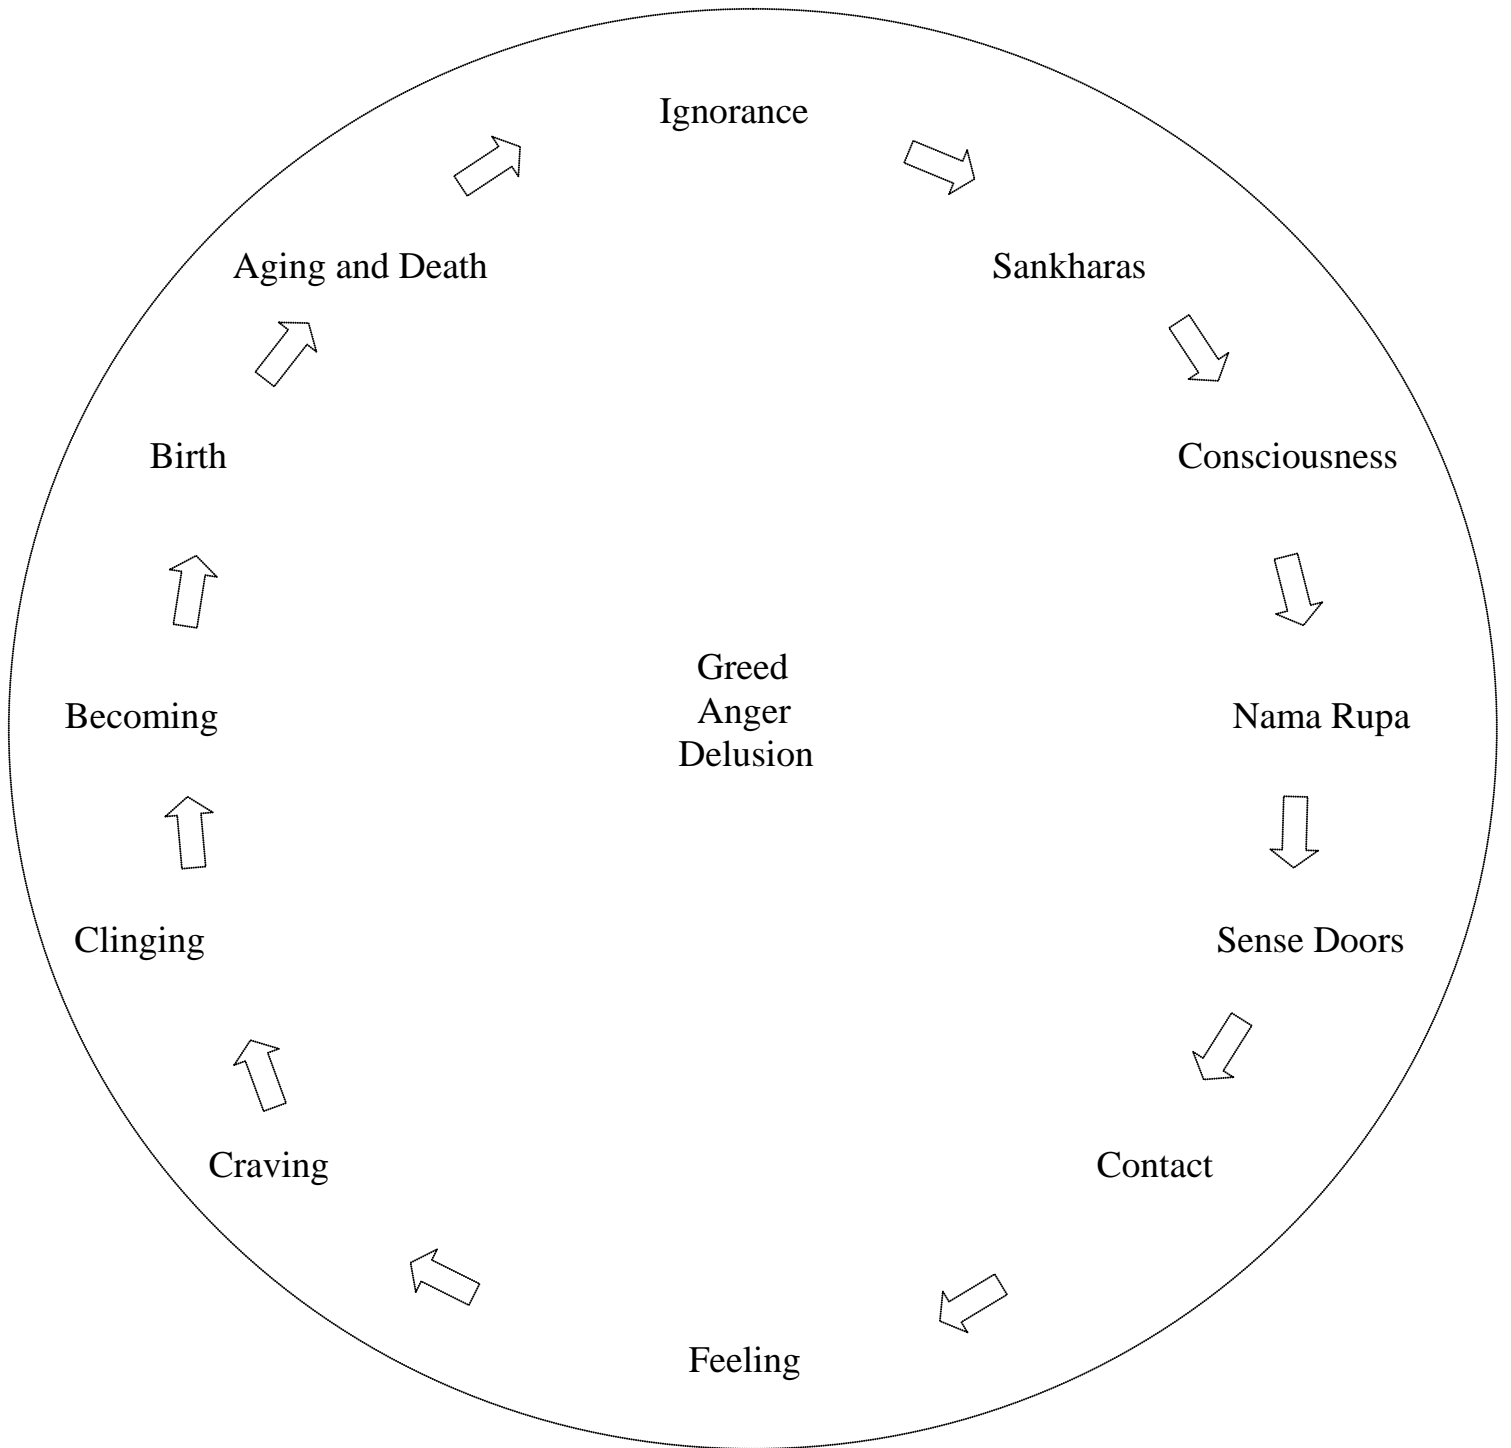 Ignorance
Sankharas
Consciousness
Nama Rupa
Sense Doors
Contact
Feeling
Craving
Clinging
Becoming
Birth
Aging and Death
Greed
Anger
Delusion